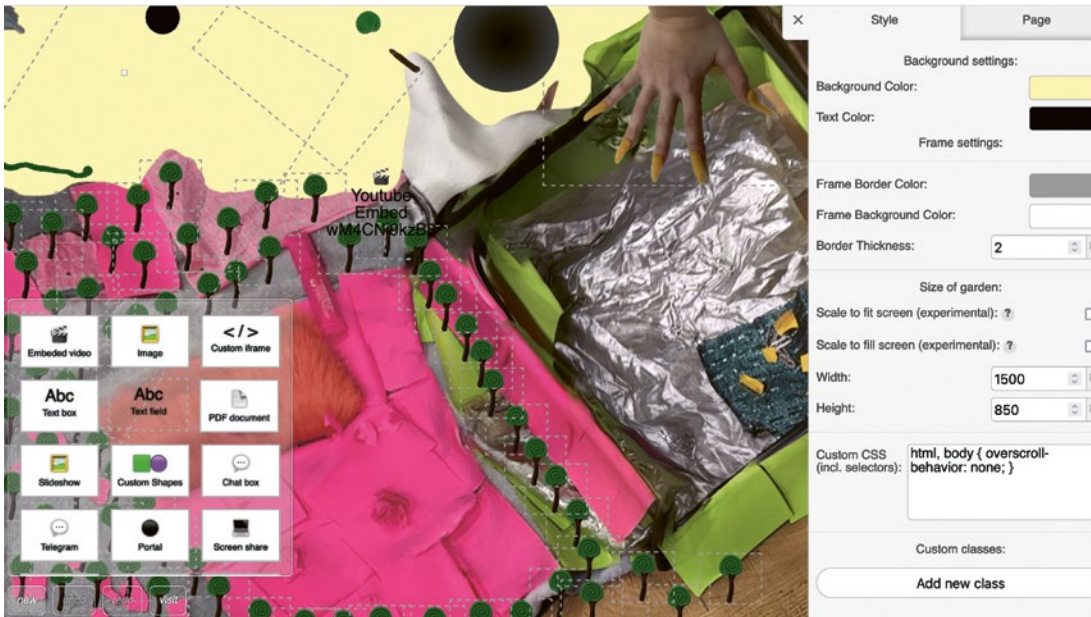 Youtube
Embed
Embeded video
Image
</>
Custom iframe
Abc
Text box
Abc
Text field
PDF document
Slideshow
Custom Shapes
Chat box
Telegram
Portal
Screen share
new
undo
visit
×
Style
Page
Background settings:
Background Color:
Text Color:
Frame settings:
Frame Border Color:
Frame Background Color:
Border Thickness:
2
Size of garden:
Scale to fit screen (experimental): ?
Scale to fill screen (experimental): ?
Width:
1500
Height:
850
Custom CSS
(incl. selectors):
html, body { overscroll-
behavior: none; }
Custom classes:
Add new class